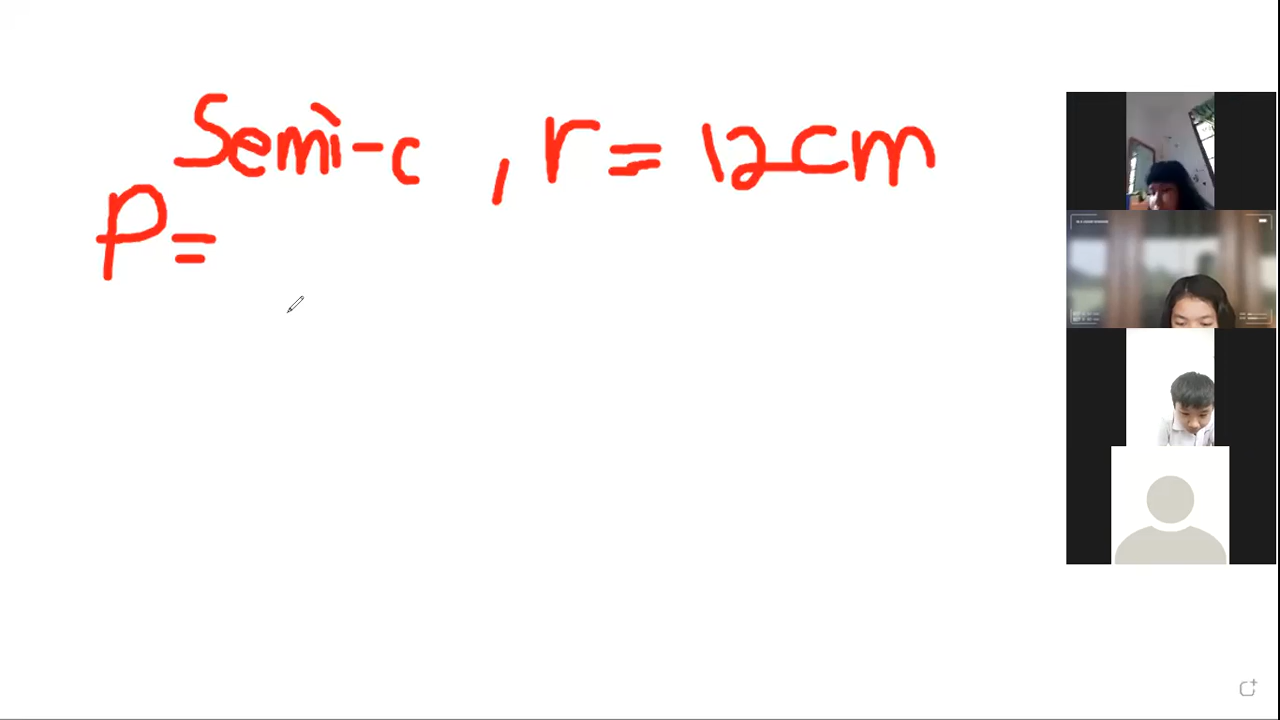 Semi-c , r = 12cm
P =